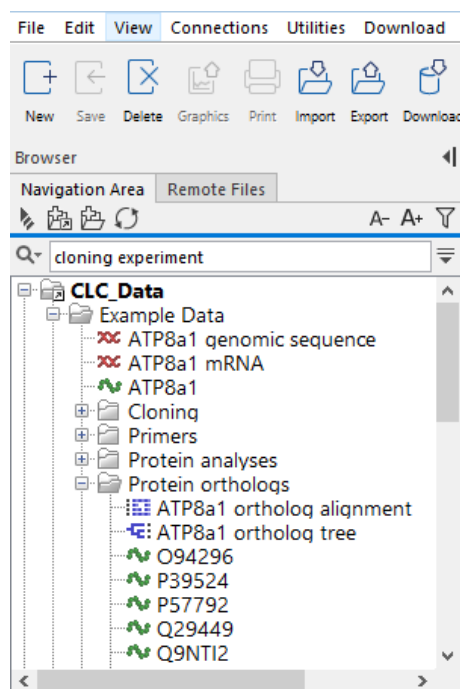 File Edit View Connections Utilities Download
New Save Delete Graphics Print Import Export Download
Browser
Navigation Area Remote Files
A- A+
cloning experiment
CLC_Data
Example Data
ATP8a1 genomic sequence
ATP8a1 mRNA
ATP8a1
Cloning
Primers
Protein analyses
Protein orthologs
ATP8a1 ortholog alignment
ATP8a1 ortholog tree
O94296
P39524
P57792
Q29449
Q9NTI2